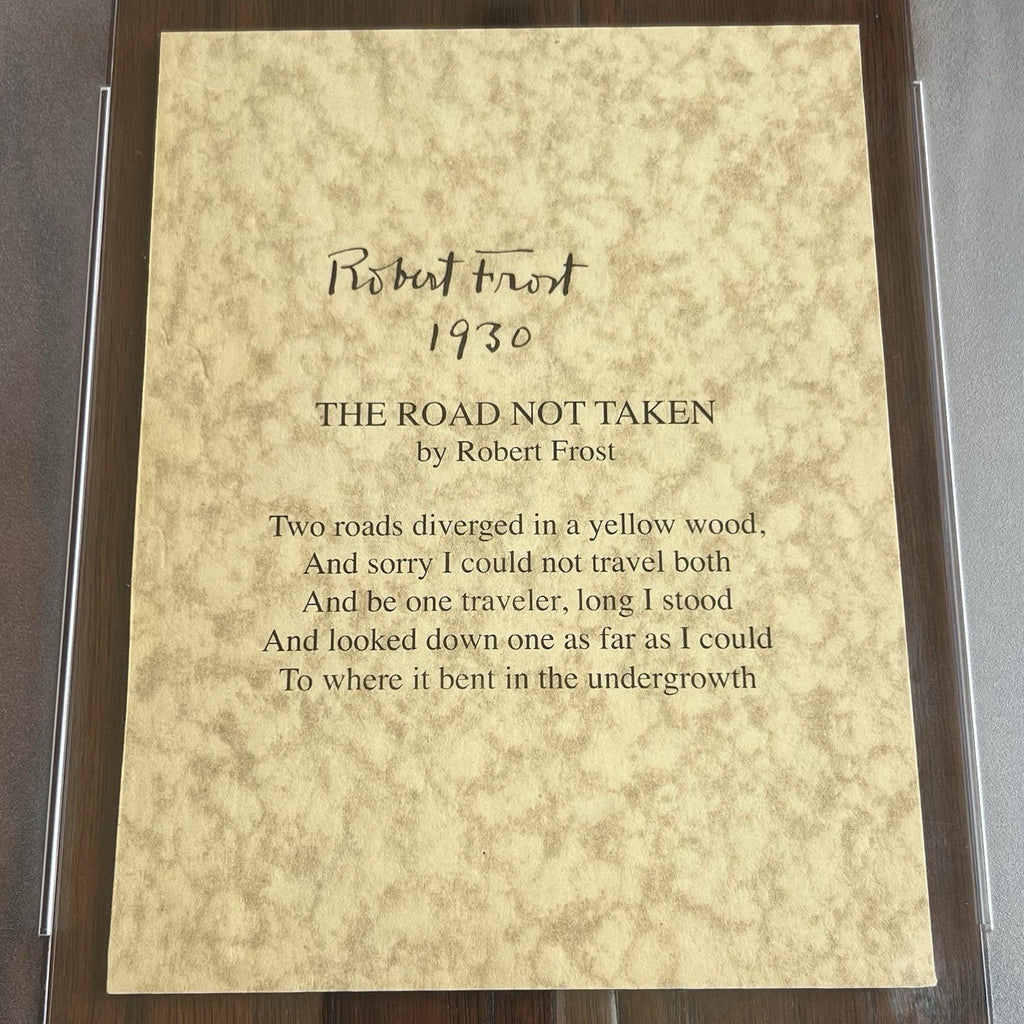 Robert Frost
1930
THE ROAD NOT TAKEN
by Robert Frost
Two roads diverged in a yellow wood,
And sorry I could not travel both
And be one traveler, long I stood
And looked down one as far as I could
To where it bent in the undergrowth